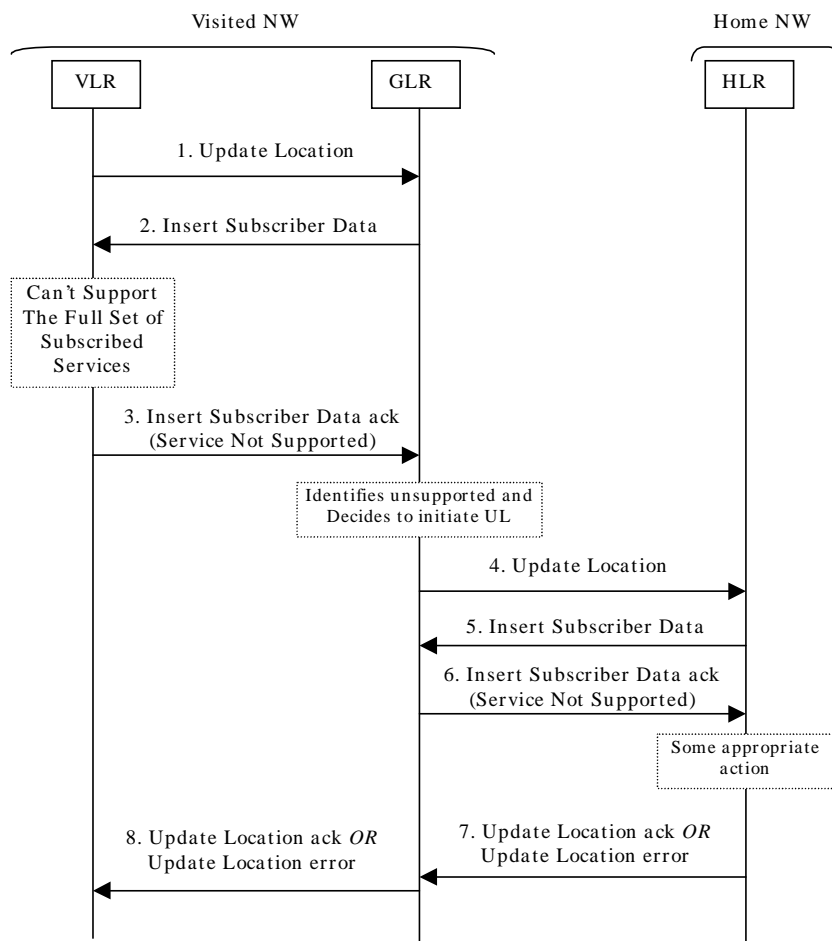 Visited NW
Home NW
VLR
GLR
HLR
1. Update Location
2. Insert Subscriber Data
Can't Support
The Full Set of
Subscribed
Services
3. Insert Subscriber Data ack
(Service Not Supported)
Identifies unsupported and
Decides to initiate UL
4. Update Location
5. Insert Subscriber Data
6. Insert Subscriber Data ack
(Service Not Supported)
Some appropriate
action
7. Update Location ack OR
Update Location error
8. Update Location ack OR
Update Location error